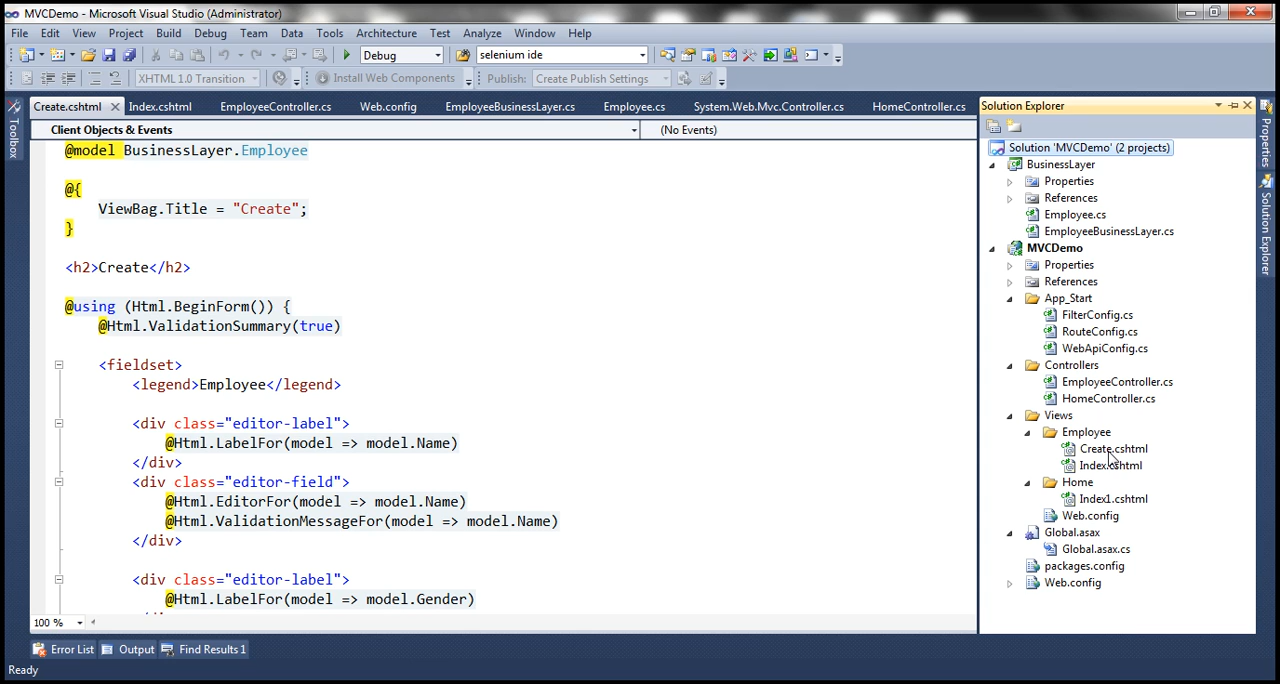 MVCDemo - Microsoft Visual Studio (Administrator)
File Edit View Project Build Debug Team Data Tools Architecture Test Analyze Window Help
Debug selenium ide
XHTML 1.0 Transition Install Web Components Publish: Create Publish Settings
Create.cshtml Index.cshtml EmployeeController.cs Web.config EmployeeBusinessLayer.cs Employee.cs System.Web.Mvc.Controller.cs HomeController.cs
Toolbox
Client Objects & Events (No Events)
@model BusinessLayer.Employee
@{
ViewBag.Title = "Create";
}
<h2>Create</h2>
@using (Html.BeginForm()) {
@Html.ValidationSummary(true)
<fieldset>
<legend>Employee</legend>
<div class="editor-label">
@Html.LabelFor(model => model.Name)
</div>
<div class="editor-field">
@Html.EditorFor(model => model.Name)
@Html.ValidationMessageFor(model => model.Name)
</div>
<div class="editor-label">
@Html.LabelFor(model => model.Gender)
100 %
Solution Explorer
Solution 'MVCDemo' (2 projects)
BusinessLayer
Properties
References
Employee.cs
EmployeeBusinessLayer.cs
MVCDemo
Properties
References
App_Start
FilterConfig.cs
RouteConfig.cs
WebApiConfig.cs
Controllers
EmployeeController.cs
HomeController.cs
Views
Employee
Create.cshtml
Index.cshtml
Home
Index1.cshtml
Web.config
Global.asax
Global.asax.cs
packages.config
Web.config
Properties
Solution Explorer
Error List Output Find Results 1
Ready